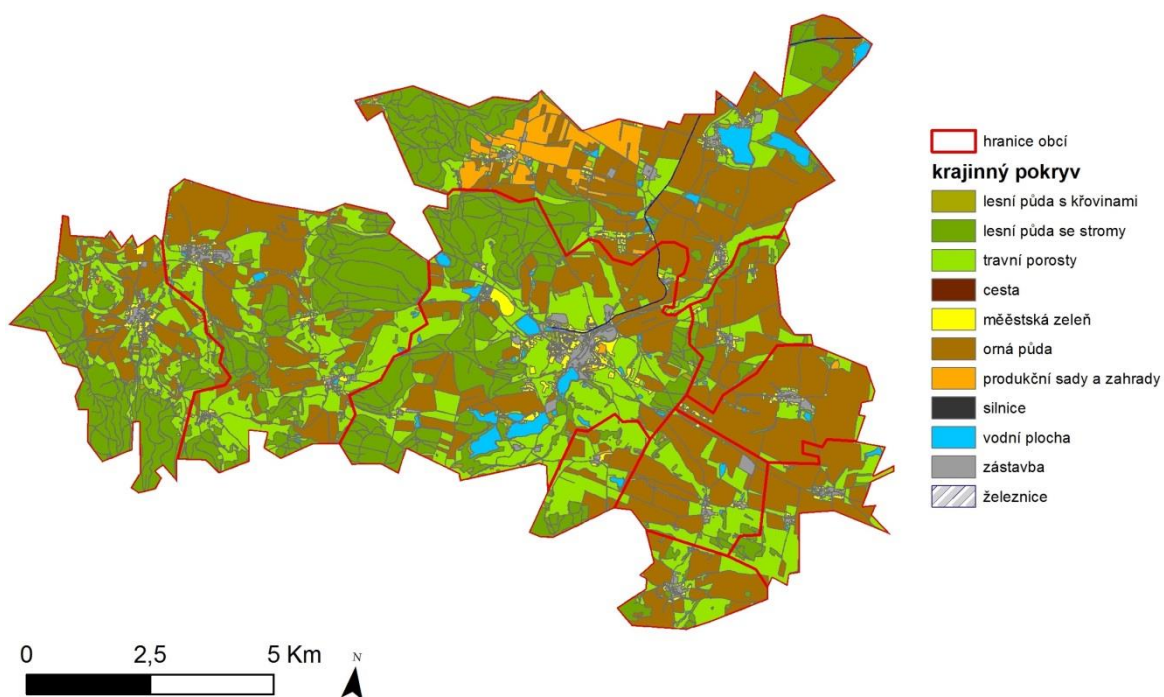 hranice obcí
krajinný pokryv
lesní půda s křovinami
lesní půda se stromy
travní porosty
cesta
měěstská zeleň
orná půda
produkční sady a zahrady
silnice
vodní plocha
zástavba
železnice
0 2,5 5 Km
N